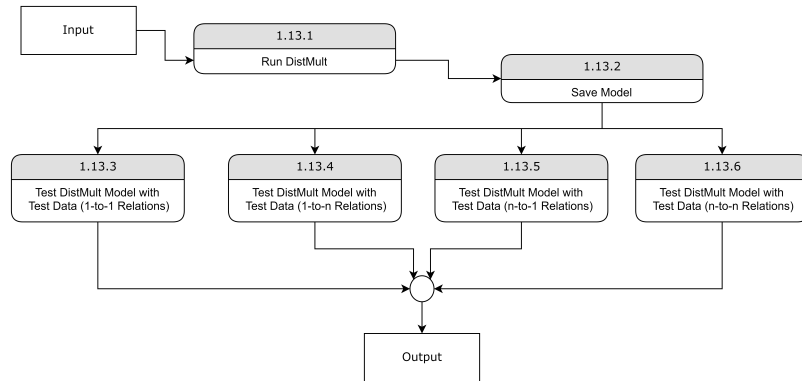 Input
1.13.1
Run DistMult
1.13.2
Save Model
1.13.3
Test DistMult Model with
Test Data (1-to-1 Relations)
1.13.4
Test DistMult Model with
Test Data (1-to-n Relations)
1.13.5
Test DistMult Model with
Test Data (n-to-1 Relations)
1.13.6
Test DistMult Model with
Test Data (n-to-n Relations)
Output